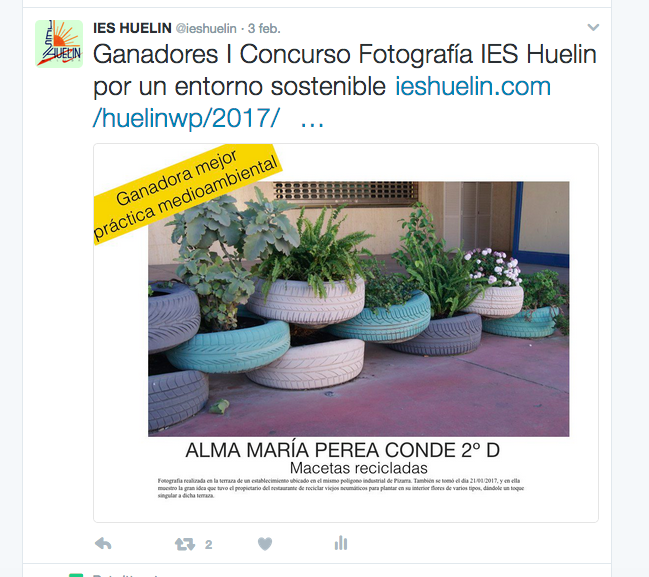 IES HUELIN @ieshuelin · 3 feb.
Ganadores I Concurso Fotografía IES Huelin
por un entorno sostenible ieshuelin.com
/huelinwp/2017/ …
Ganadora mejor
práctica medioambiental
ALMA MARÍA PEREA CONDE 2º D
Macetas recicladas
Fotografía realizada en la terraza de un establecimiento ubicado en el mismo polígono industrial de Pizarra. También se tomó el día 21/01/2017, y en ella
muestro la gran idea que tuvo el propietario del restaurante de reciclar viejos neumáticos para plantar en su interior flores de varios tipos, dándole un toque
singular a dicha terraza.
2